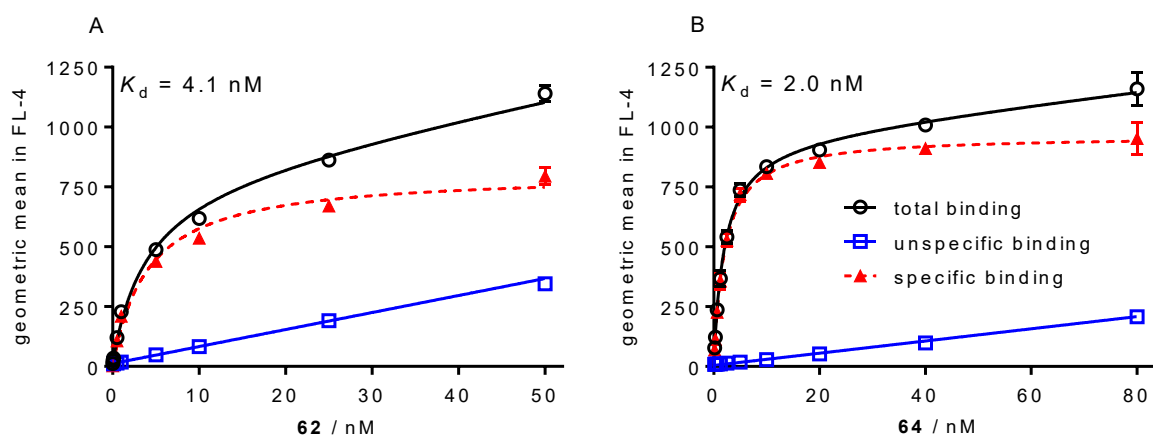 A
geometric mean in FL-4
1250
1000
750
500
250
0
Kd = 4.1 nM
0 10 20 30 40 50
62 / nM
B
geometric mean in FL-4
1250
1000
750
500
250
0
Kd = 2.0 nM
total binding
unspecific binding
specific binding
0 20 40 60 80
64 / nM